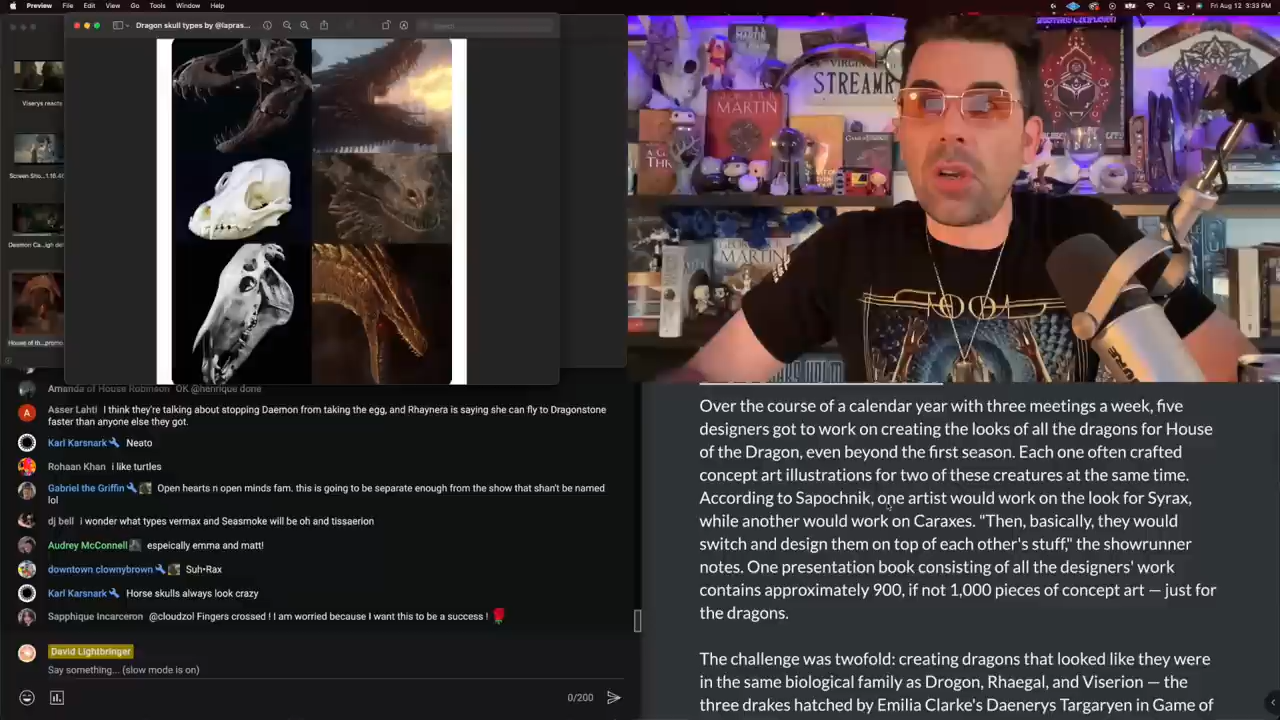 Preview File Edit View Go Tools Window Help
Fri Aug 12 3:33 PM
Dragon skull types by @lapras...
Search
Viserys reacts
Screen Sho...1.16.40
House of th...promo
VIRGIN
STREAMR
MARTIN
MARTIN
TOOL
Amanda of House Robinson OK @henrique done
Asser Lahti I think they're talking about stopping Daemon from taking the egg, and Rhaynera is saying she can fly to Dragonstone
faster than anyone else they got.
Karl Karsnark Neato
Rohaan Khan i like turtles
Gabriel the Griffin Open hearts n open minds fam. this is going to be separate enough from the show that shan't be named
lol
dj bell i wonder what types vermax and Seasmoke will be oh and tissaerion
Audrey McConnell espeically emma and matt!
downtown clownybrown Suh•Rax
Karl Karsnark Horse skulls always look crazy
Sapphique Incarceron @cloudzol Fingers crossed ! I am worried because I want this to be a success !
David Lightbringer
Say something... (slow mode is on)
0/200
Over the course of a calendar year with three meetings a week, five
designers got to work on creating the looks of all the dragons for House
of the Dragon, even beyond the first season. Each one often crafted
concept art illustrations for two of these creatures at the same time.
According to Sapochnik, one artist would work on the look for Syrax,
while another would work on Caraxes. "Then, basically, they would
switch and design them on top of each other's stuff," the showrunner
notes. One presentation book consisting of all the designers' work
contains approximately 900, if not 1,000 pieces of concept art — just for
the dragons.
The challenge was twofold: creating dragons that looked like they were
in the same biological family as Drogon, Rhaegal, and Viserion — the
three drakes hatched by Emilia Clarke's Daenerys Targaryen in Game of